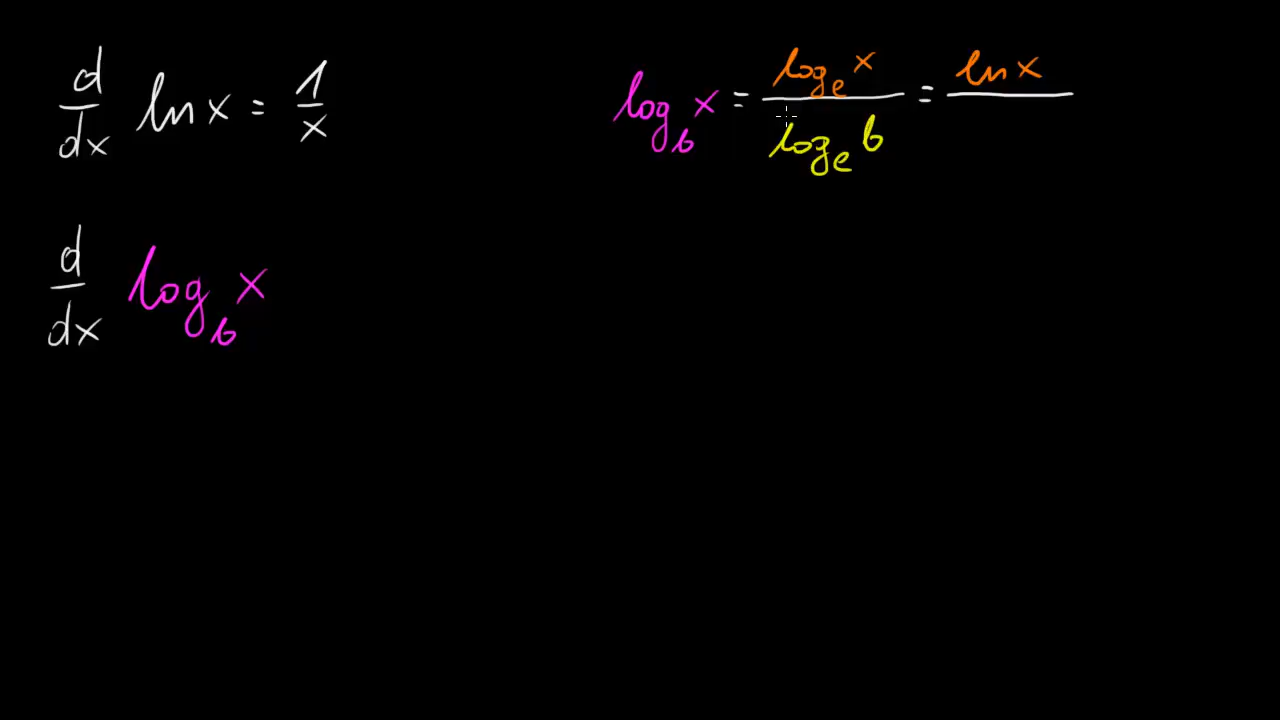 d/dx ln x = 1/x
log_b x = log_e x / log_e b = ln x /
d/dx log_b x